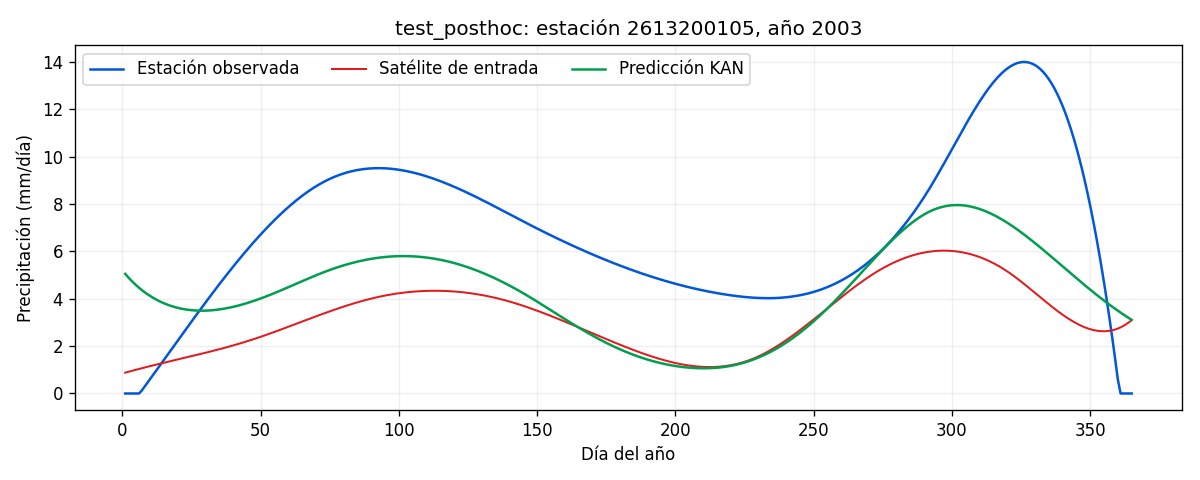 test_posthoc: estación 2613200105, año 2003
Estación observada Satélite de entrada Predicción KAN
Precipitación (mm/día)
14
12
10
8
6
4
2
0
0 50 100 150 200 250 300 350
Día del año